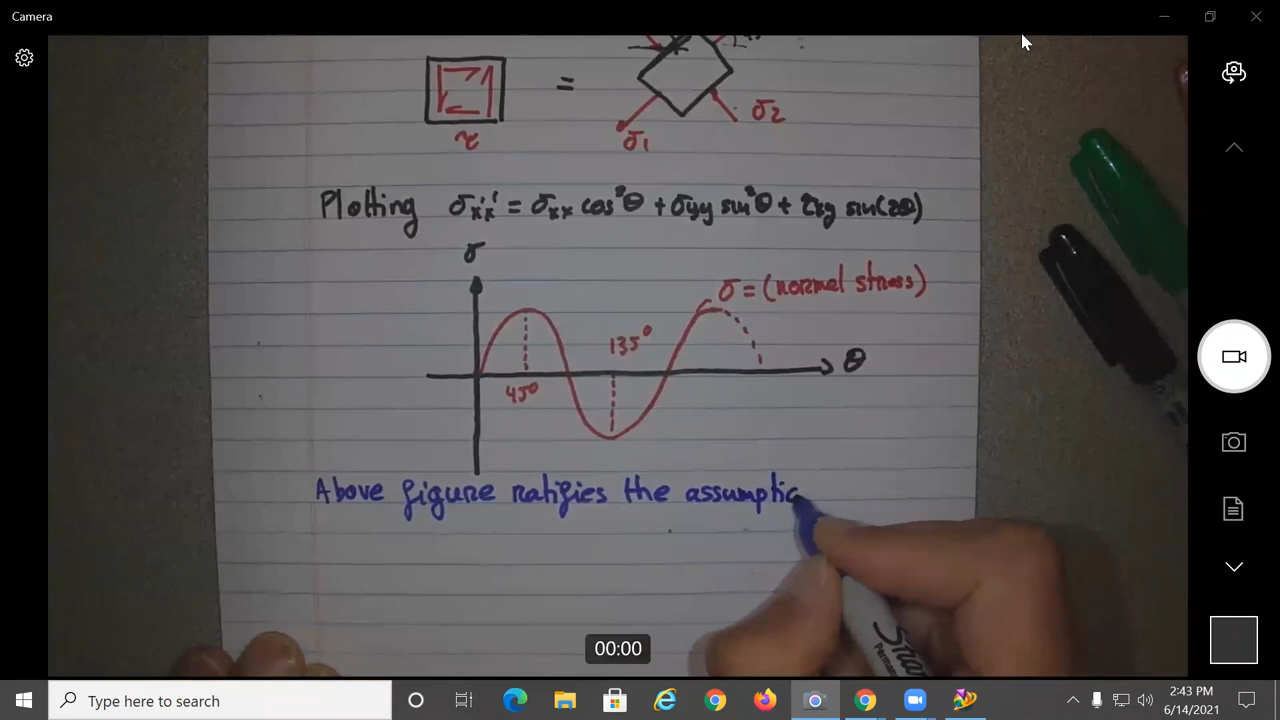 Camera
=
τ
σ1
σ2
Plotting σx'x' = σxx cos²θ + σyy sin²θ + τxy sin(2θ)
σ
σ = (normal stress)
135°
θ
45°
Above figure ratifies the assumptio
00:00
Type here to search
2:43 PM
6/14/2021